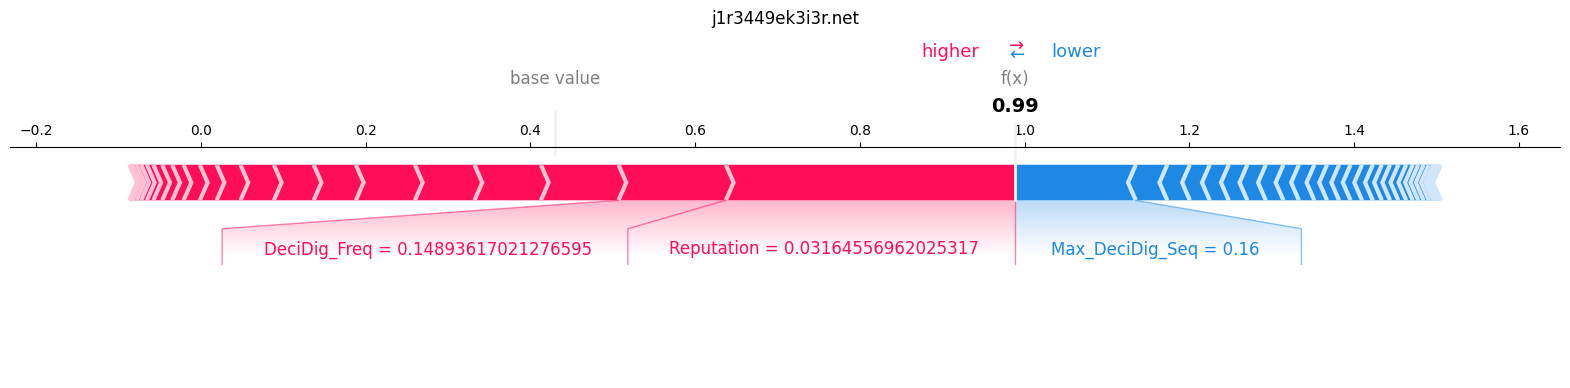 j1r3449ek3i3r.net
higher → ← lower
base value f(x)
0.99
−0.2 0.0 0.2 0.4 0.6 0.8 1.0 1.2 1.4 1.6
DeciDig_Freq = 0.14893617021276595 Reputation = 0.03164556962025317 Max_DeciDig_Seq = 0.16